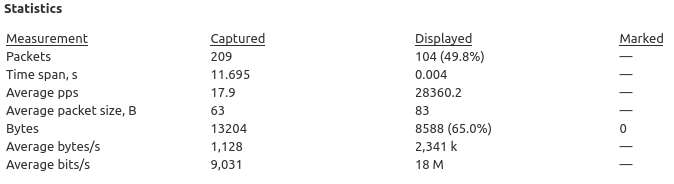 Statistics
Measurement Captured Displayed Marked
Packets 209 104 (49.8%) —
Time span, s 11.695 0.004 —
Average pps 17.9 28360.2 —
Average packet size, B 63 83 —
Bytes 13204 8588 (65.0%) 0
Average bytes/s 1,128 2,341 k —
Average bits/s 9,031 18 M —